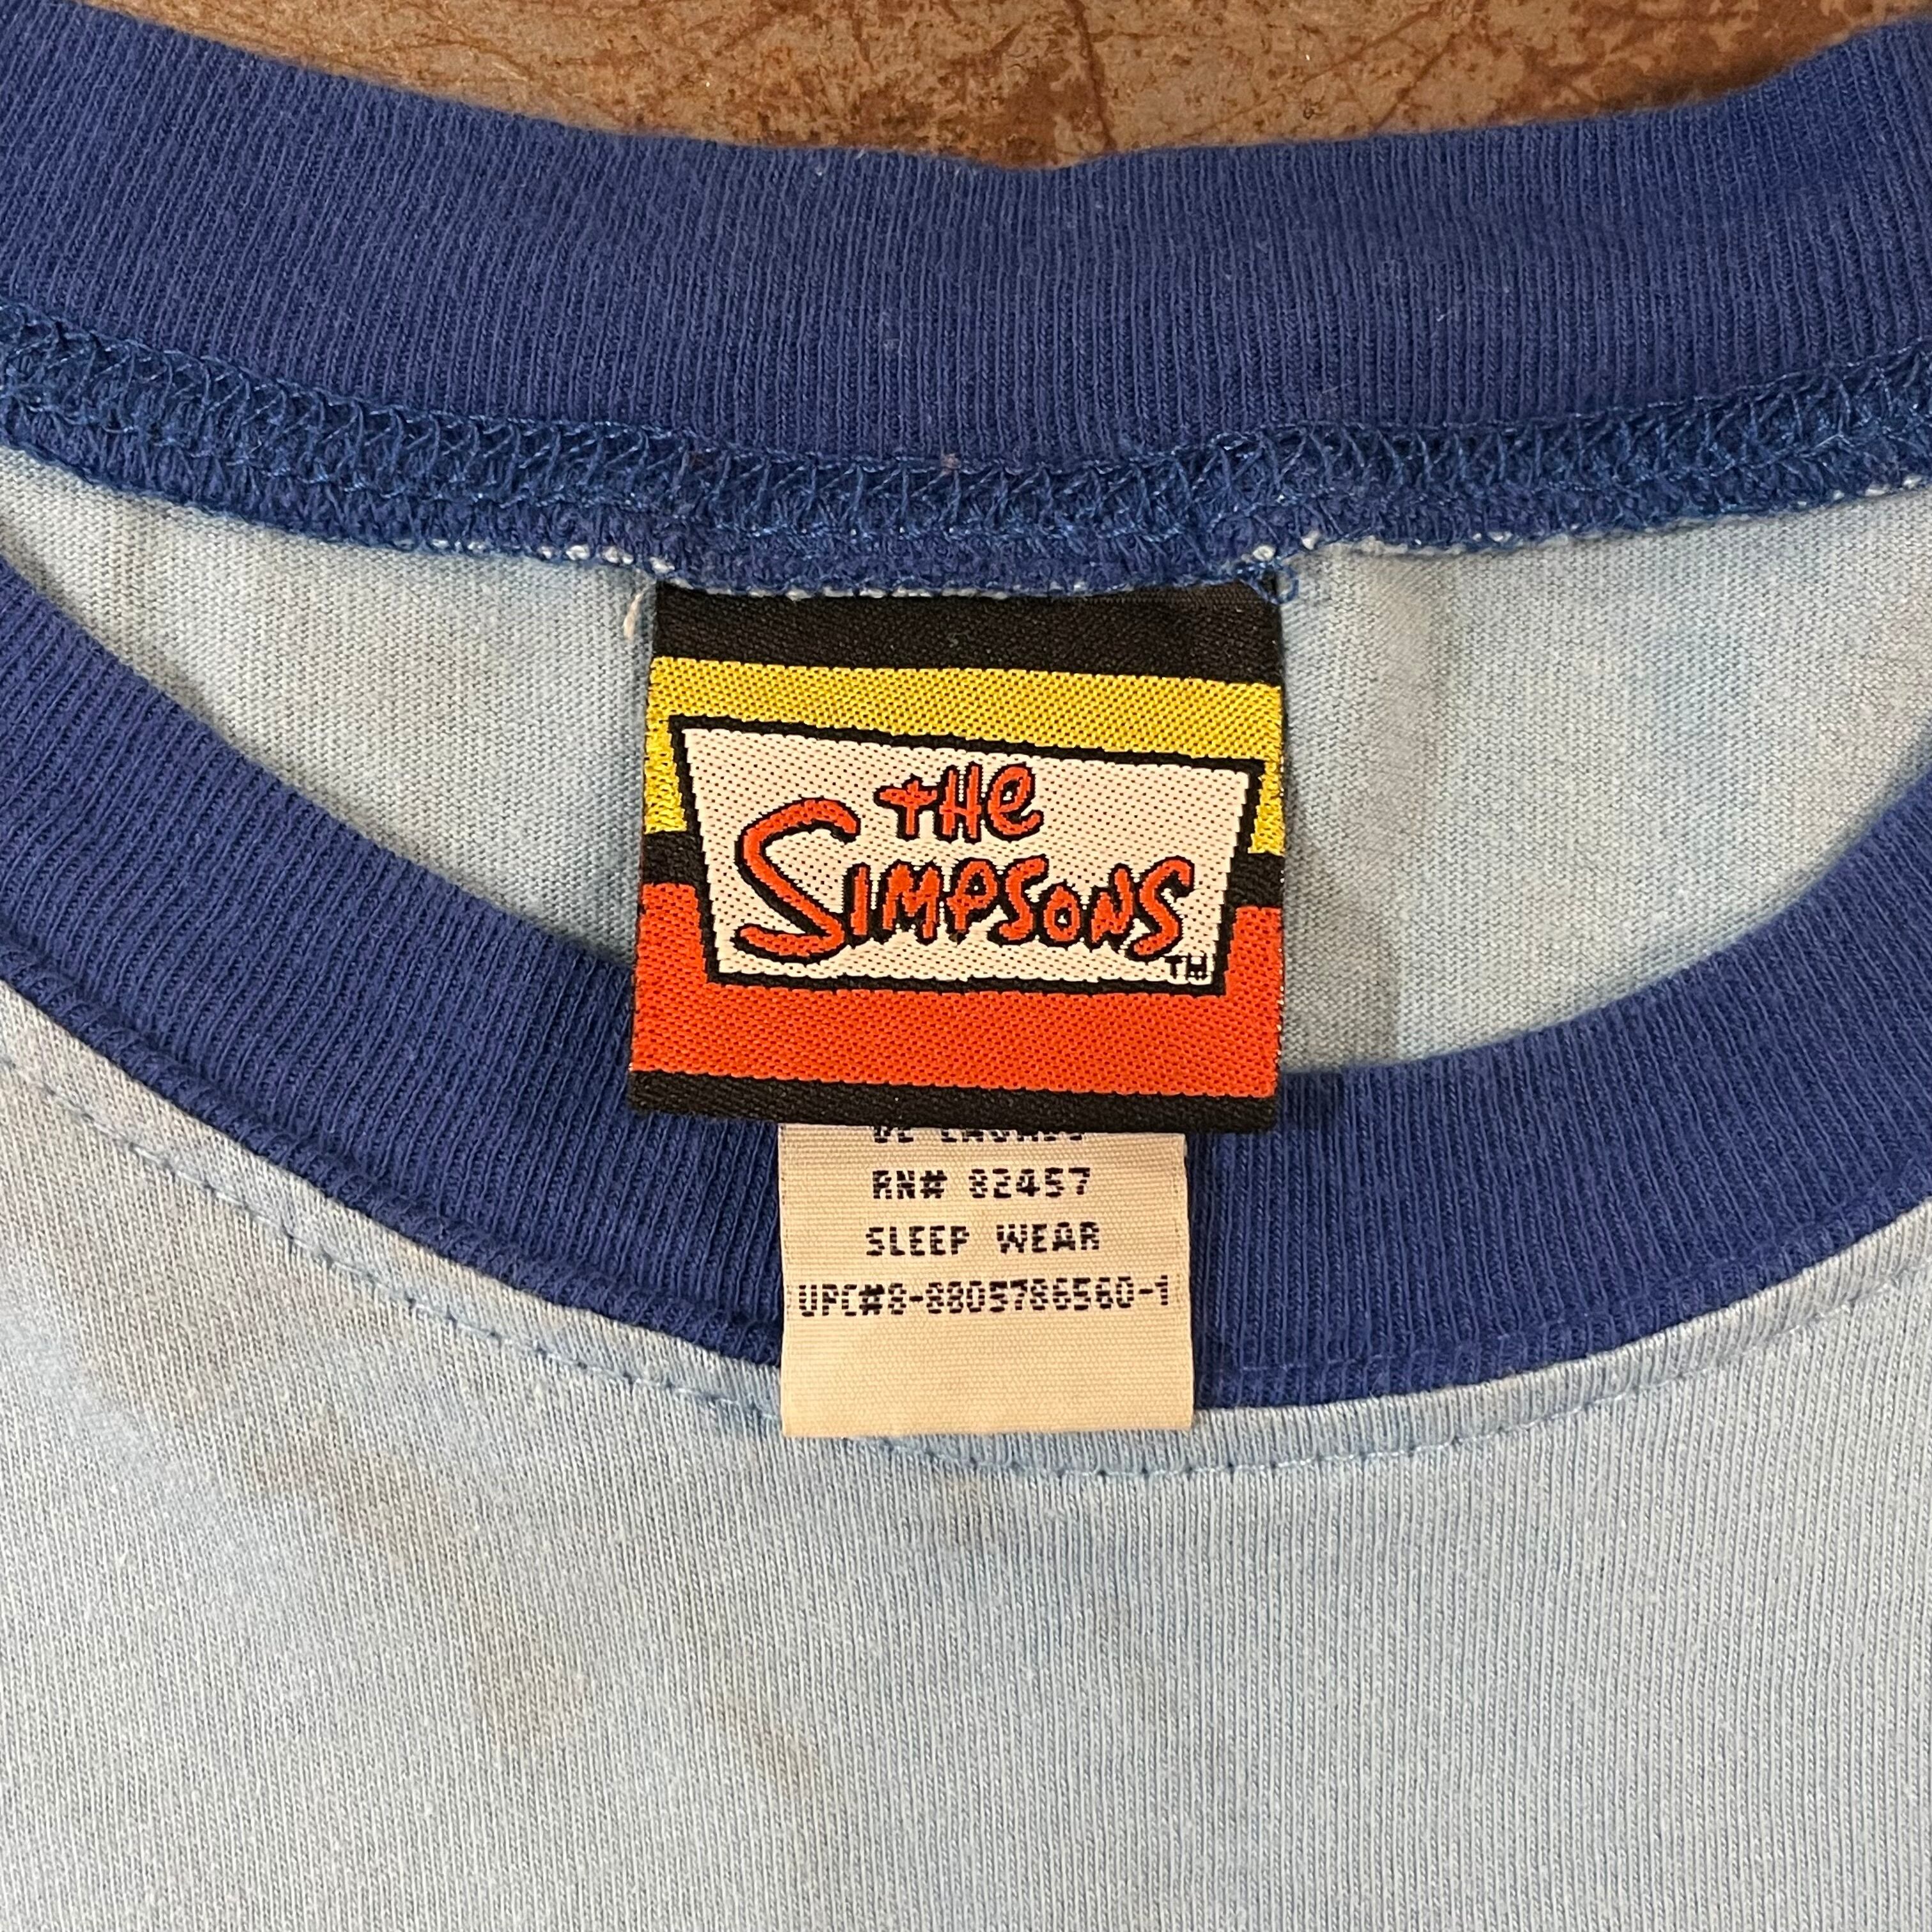 THE
SIMPSONS
TM
RN# 82457
SLEEP WEAR
UPC#8-8805786560-1